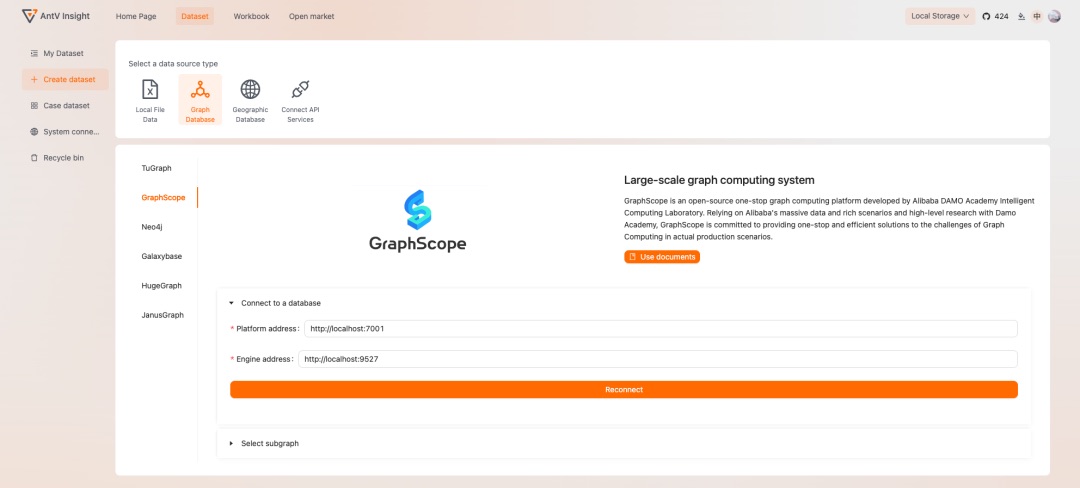 AntV Insight
Home Page
Dataset
Workbook
Open market
Local Storage
424
中
My Dataset
Create dataset
Case dataset
System conne...
Recycle bin
Select a data source type
Local File
Data
Graph
Database
Geographic
Database
Connect API
Services
TuGraph
GraphScope
Neo4j
Galaxybase
HugeGraph
JanusGraph
GraphScope
Large-scale graph computing system
GraphScope is an open-source one-stop graph computing platform developed by Alibaba DAMO Academy Intelligent
Computing Laboratory. Relying on Alibaba's massive data and rich scenarios and high-level research with Damo
Academy, GraphScope is committed to providing one-stop and efficient solutions to the challenges of Graph
Computing in actual production scenarios.
Use documents
Connect to a database
* Platform address: http://localhost:7001
* Engine address: http://localhost:9527
Reconnect
Select subgraph